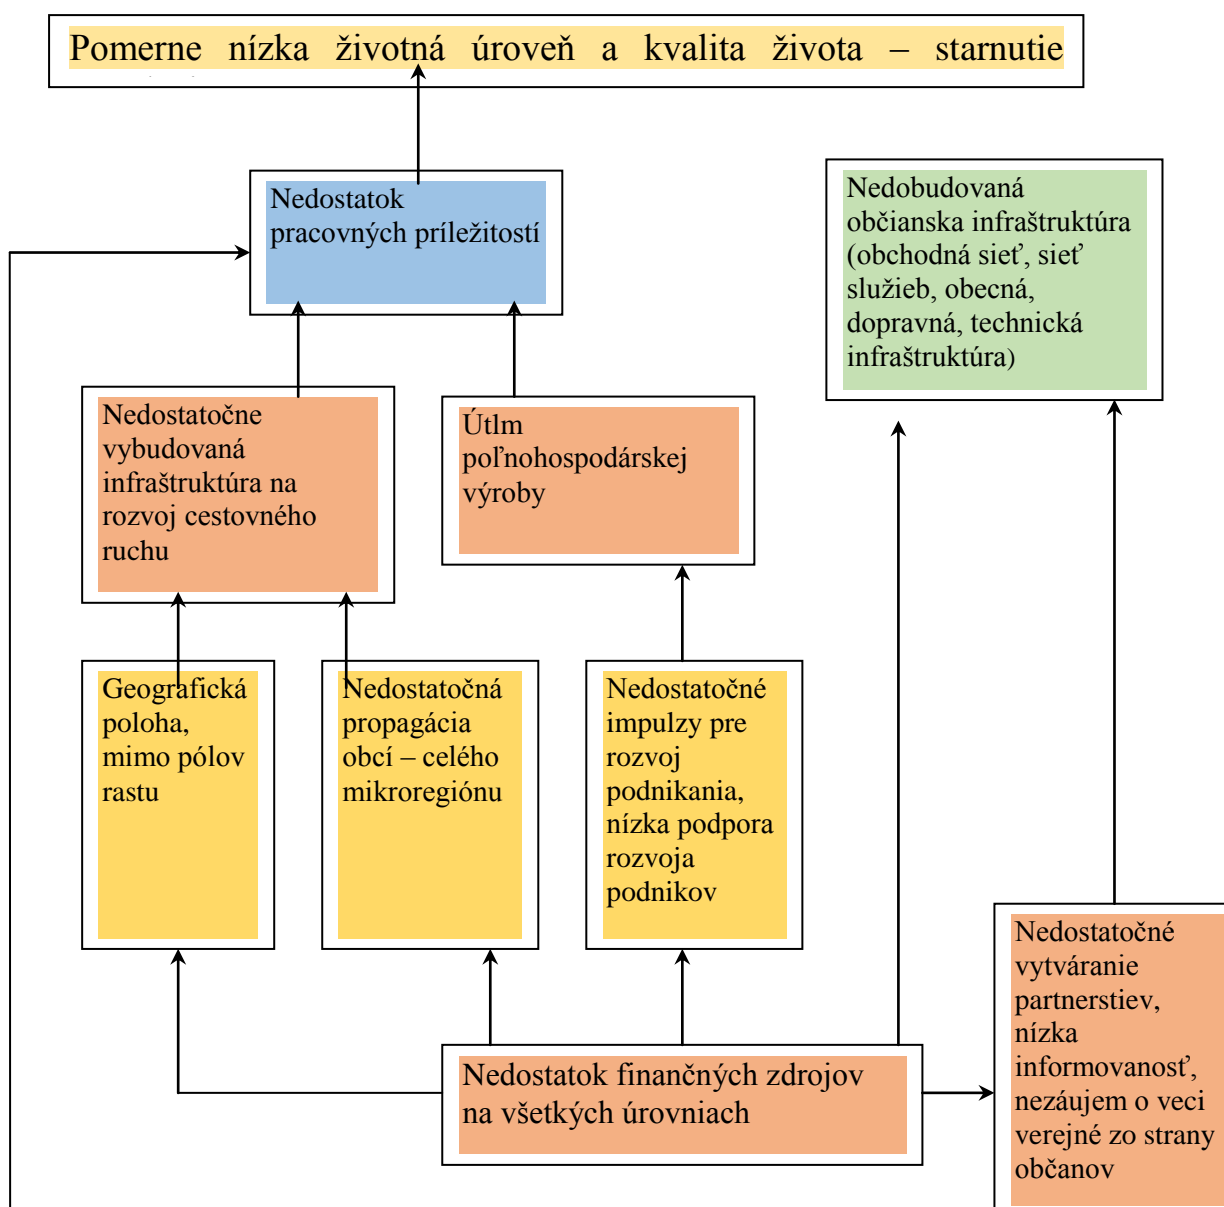 Pomerne nízka životná úroveň a kvalita života – starnutie
Nedostatok
pracovných príležitostí
Nedobudovaná
občianska infraštruktúra
(obchodná sieť, sieť
služieb, obecná,
dopravná, technická
infraštruktúra)
Nedostatočne
vybudovaná
infraštruktúra na
rozvoj cestovného
ruchu
Útlm
poľnohospodárskej
výroby
Geografická
poloha,
mimo pólov
rastu
Nedostatočná
propagácia
obcí – celého
mikroregiónu
Nedostatočné
impulzy pre
rozvoj
podnikania,
nízka podpora
rozvoja
podnikov
Nedostatok finančných zdrojov
na všetkých úrovniach
Nedostatočné
vytváranie
partnerstiev,
nízka
informovanosť,
nezáujem o veci
verejné zo strany
občanov